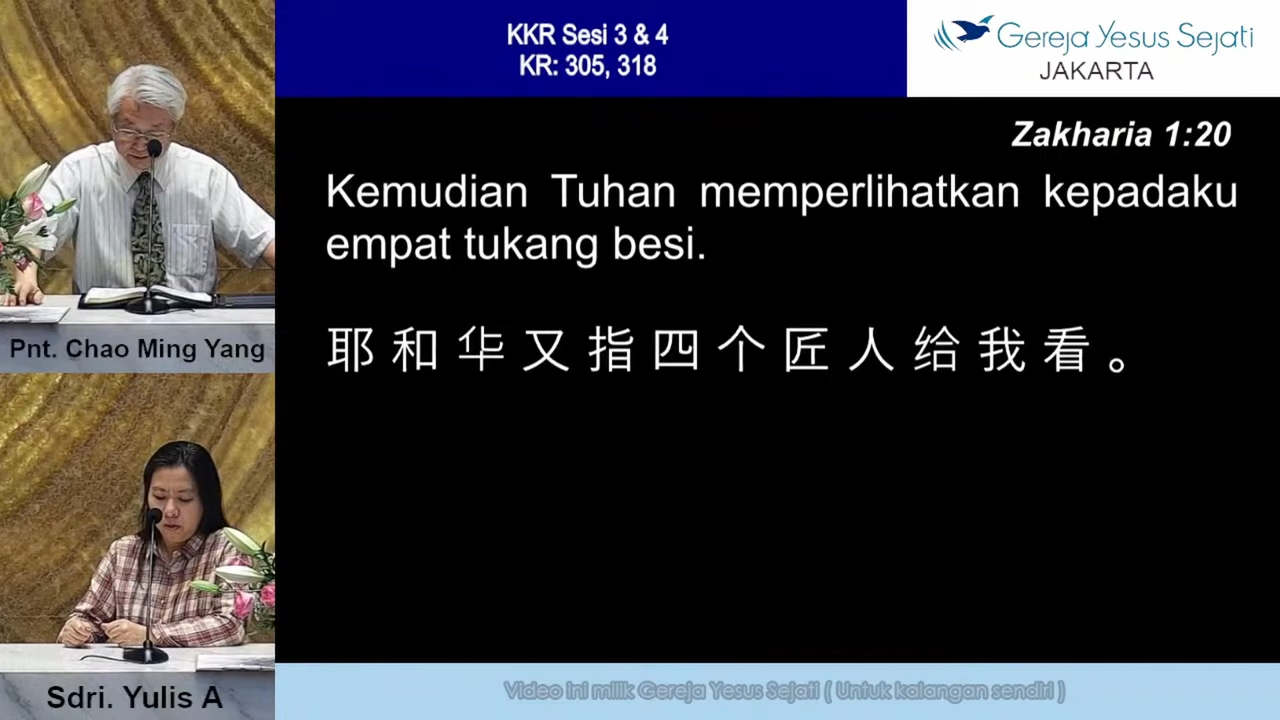 KKR Sesi 3 & 4
KR: 305, 318
Gereja Yesus Sejati
JAKARTA
Zakharia 1:20
Kemudian Tuhan memperlihatkan kepadaku
empat tukang besi.
耶和华又指四个匠人给我看。
Pnt. Chao Ming Yang
Sdri. Yulis A
Video ini milik Gereja Yesus Sejati ( Untuk kalangan sendiri )